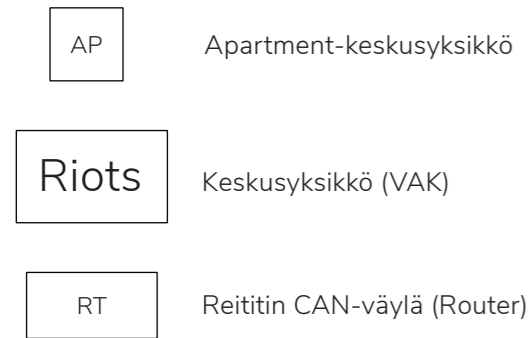 AP Apartment-keskusyksikkö
Riots Keskusyksikkö (VAK)
RT Reititin CAN-väylä (Router)